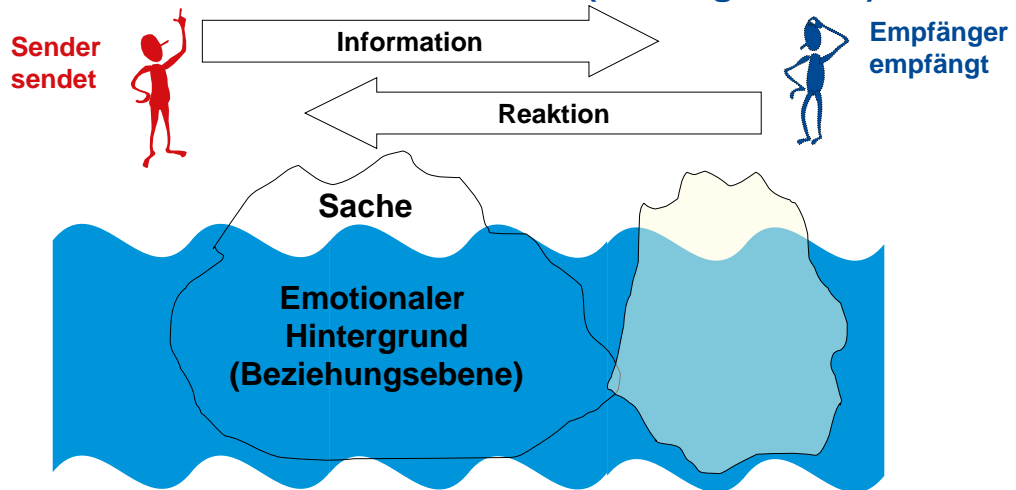 Sender
sendet
Information
Empfänger
empfängt
Reaktion
Sache
Emotionaler
Hintergrund
(Beziehungsebene)